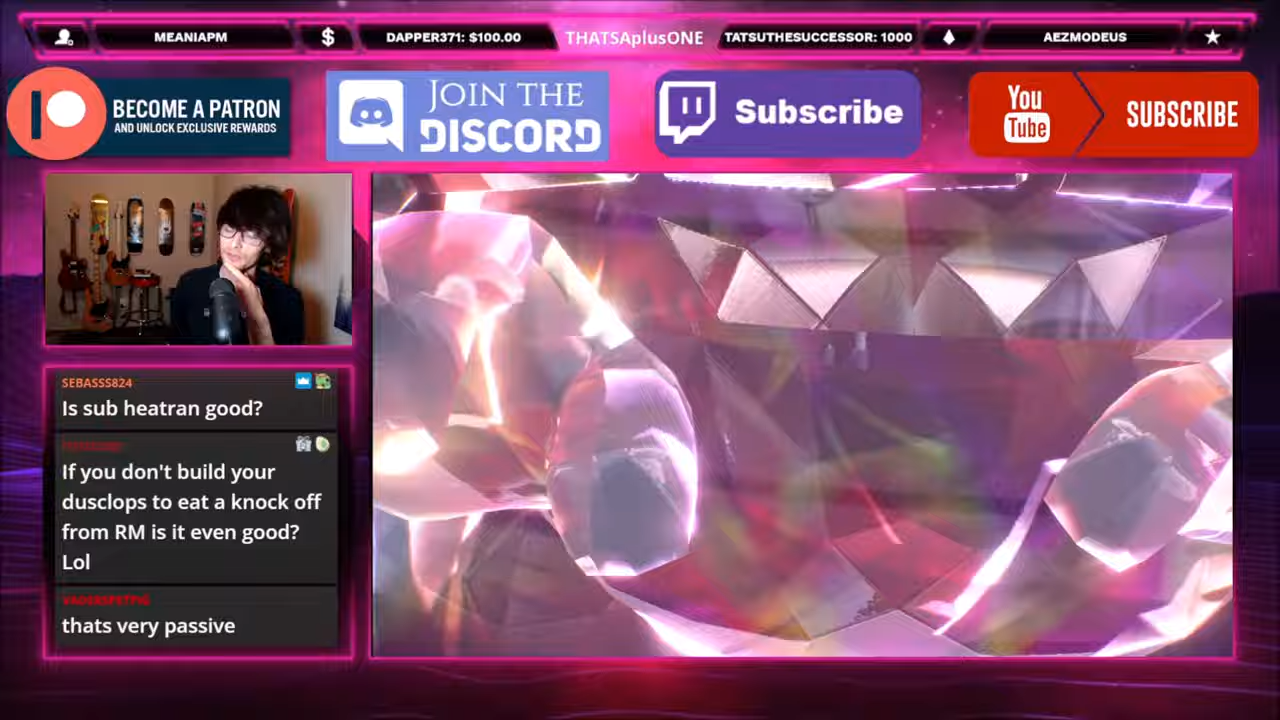 MEANIAPM
$
DAPPER371: $100.00
THATSAplusONE
TATSUTHESUCCESSOR: 1000
AEZMODEUS
BECOME A PATRON
AND UNLOCK EXCLUSIVE REWARDS
JOIN THE
DISCORD
Subscribe
You
Tube
SUBSCRIBE
SEBASSS824
Is sub heatran good?
If you don't build your
dusclops to eat a knock off
from RM is it even good?
Lol
VADERSPETPIG
thats very passive